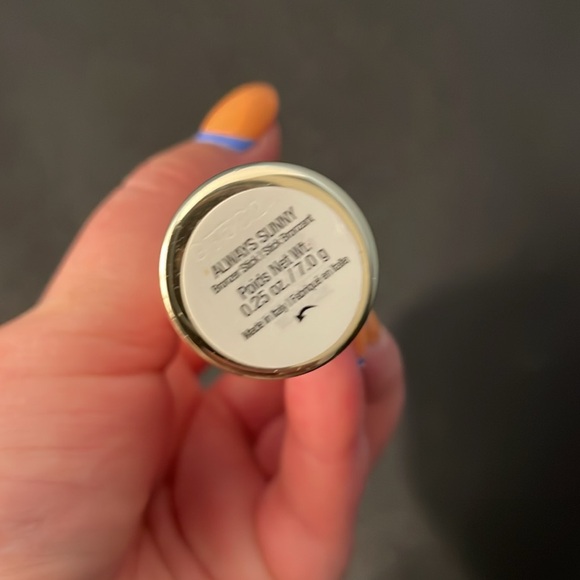 ALWAYS SUNNY
Bronzer Stick / Stick Bronzant
Poids Net Wt.
0.25 oz. / 7.0 g
Made in Italy / Fabriqué en Italie